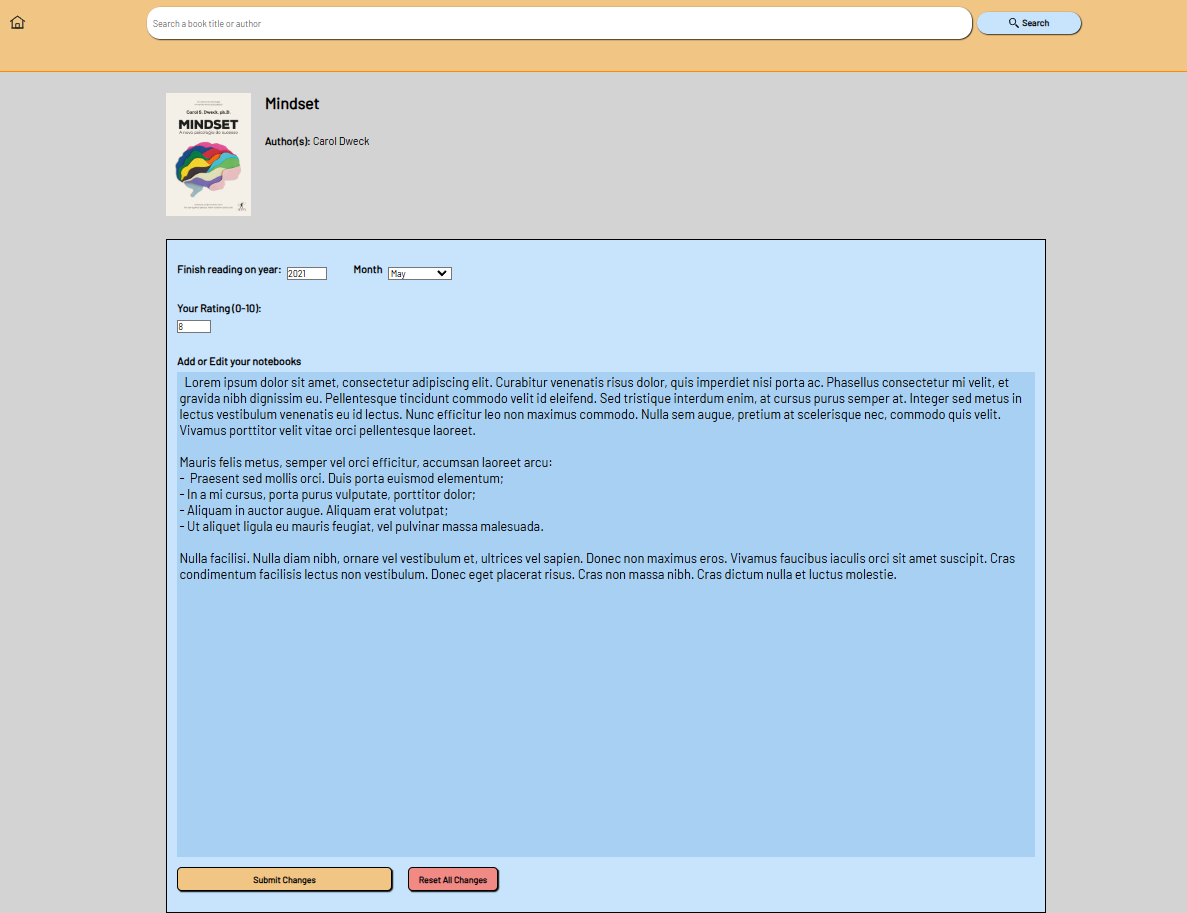 Search a book title or author
Search
Carol S. Dweck, ph.D.
MINDSET
A nova psicologia do sucesso
Mindset
Author(s): Carol Dweck
Finish reading on year: 2021 Month May
Your Rating (0-10):
8
Add or Edit your notebooks
Lorem ipsum dolor sit amet, consectetur adipiscing elit. Curabitur venenatis risus dolor, quis imperdiet nisi porta ac. Phasellus consectetur mi velit, et
gravida nibh dignissim eu. Pellentesque tincidunt commodo velit id eleifend. Sed tristique interdum enim, at cursus purus semper at. Integer sed metus in
lectus vestibulum venenatis eu id lectus. Nunc efficitur leo non maximus commodo. Nulla sem augue, pretium at scelerisque nec, commodo quis velit.
Vivamus porttitor velit vitae orci pellentesque laoreet.
Mauris felis metus, semper vel orci efficitur, accumsan laoreet arcu:
- Praesent sed mollis orci. Duis porta euismod elementum;
- In a mi cursus, porta purus vulputate, porttitor dolor;
- Aliquam in auctor augue. Aliquam erat volutpat;
- Ut aliquet ligula eu mauris feugiat, vel pulvinar massa malesuada.
Nulla facilisi. Nulla diam nibh, ornare vel vestibulum et, ultrices vel sapien. Donec non maximus eros. Vivamus faucibus iaculis orci sit amet suscipit. Cras
condimentum facilisis lectus non vestibulum. Donec eget placerat risus. Cras non massa nibh. Cras dictum nulla et luctus molestie.
Submit Changes
Reset All Changes